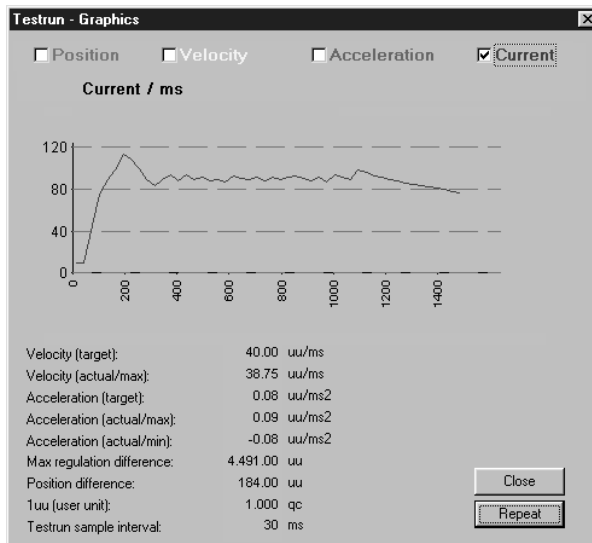 Testrun - Graphics
Position Velocity Acceleration Current
Current / ms
120
80
40
0
0 200 400 600 800 1000 1200 1400
Velocity (target): 40.00 uu/ms
Velocity (actual/max): 38.75 uu/ms
Acceleration (target): 0.08 uu/ms2
Acceleration (actual/max): 0.09 uu/ms2
Acceleration (actual/min): -0.08 uu/ms2
Max regulation difference: 4.491.00 uu
Position difference: 184.00 uu
1uu (user unit): 1.000 qc
Testrun sample interval: 30 ms
Close
Repeat